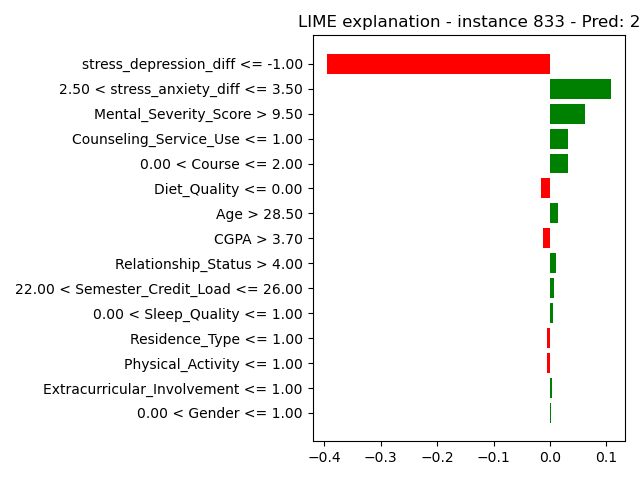 LIME explanation - instance 833 - Pred: 2
stress_depression_diff <= -1.00
2.50 < stress_anxiety_diff <= 3.50
Mental_Severity_Score > 9.50
Counseling_Service_Use <= 1.00
0.00 < Course <= 2.00
Diet_Quality <= 0.00
Age > 28.50
CGPA > 3.70
Relationship_Status > 4.00
22.00 < Semester_Credit_Load <= 26.00
0.00 < Sleep_Quality <= 1.00
Residence_Type <= 1.00
Physical_Activity <= 1.00
Extracurricular_Involvement <= 1.00
0.00 < Gender <= 1.00
−0.4 −0.3 −0.2 −0.1 0.0 0.1